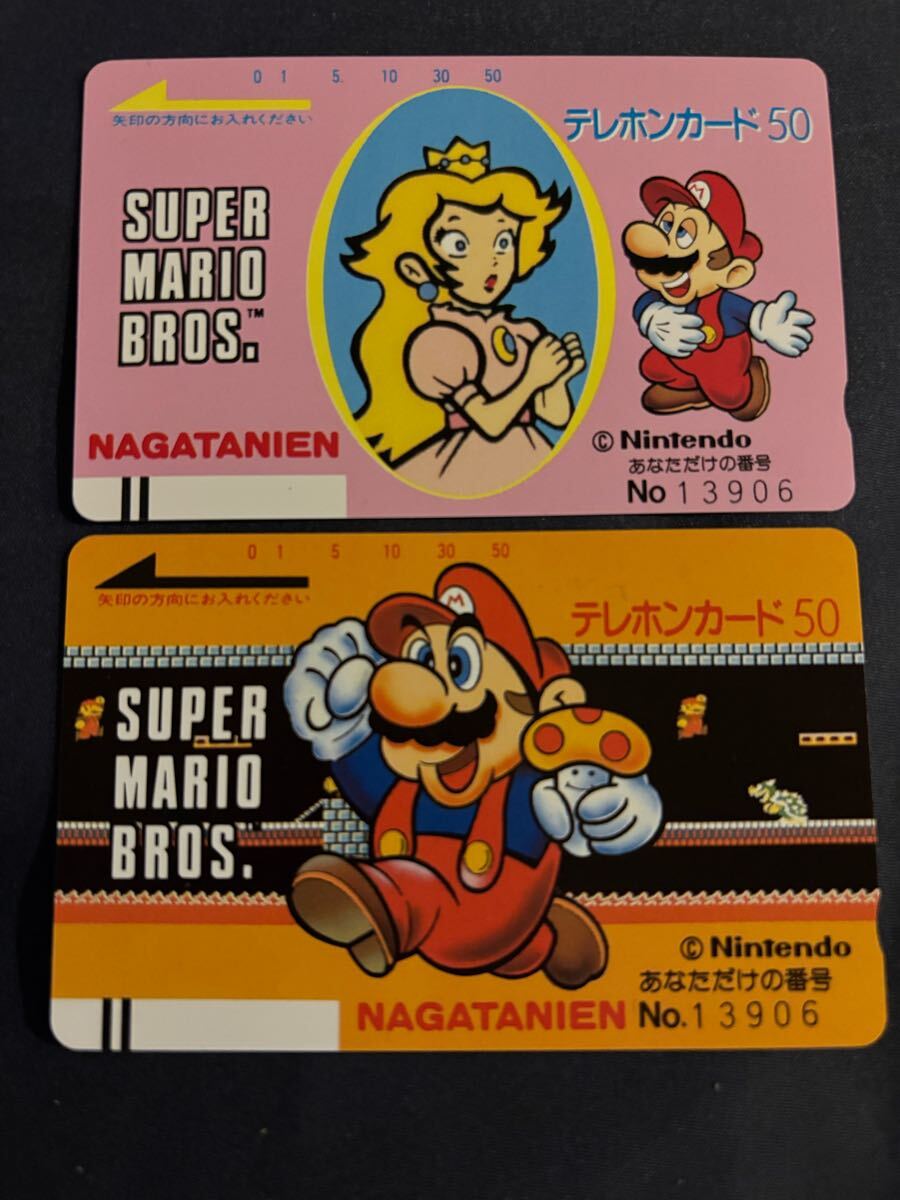 0 1 5. 10 30 50
矢印の方向にお入れください
テレホンカード 50
M
SUPER
MARIO
BROS.™
NAGATANIEN
© Nintendo
あなただけの番号
No 13906
0 1 5 10 30 50
矢印の方向にお入れください
M
テレホンカード 50
SUPER
MARIO
BROS.™
© Nintendo
あなただけの番号
NAGATANIEN No.13906